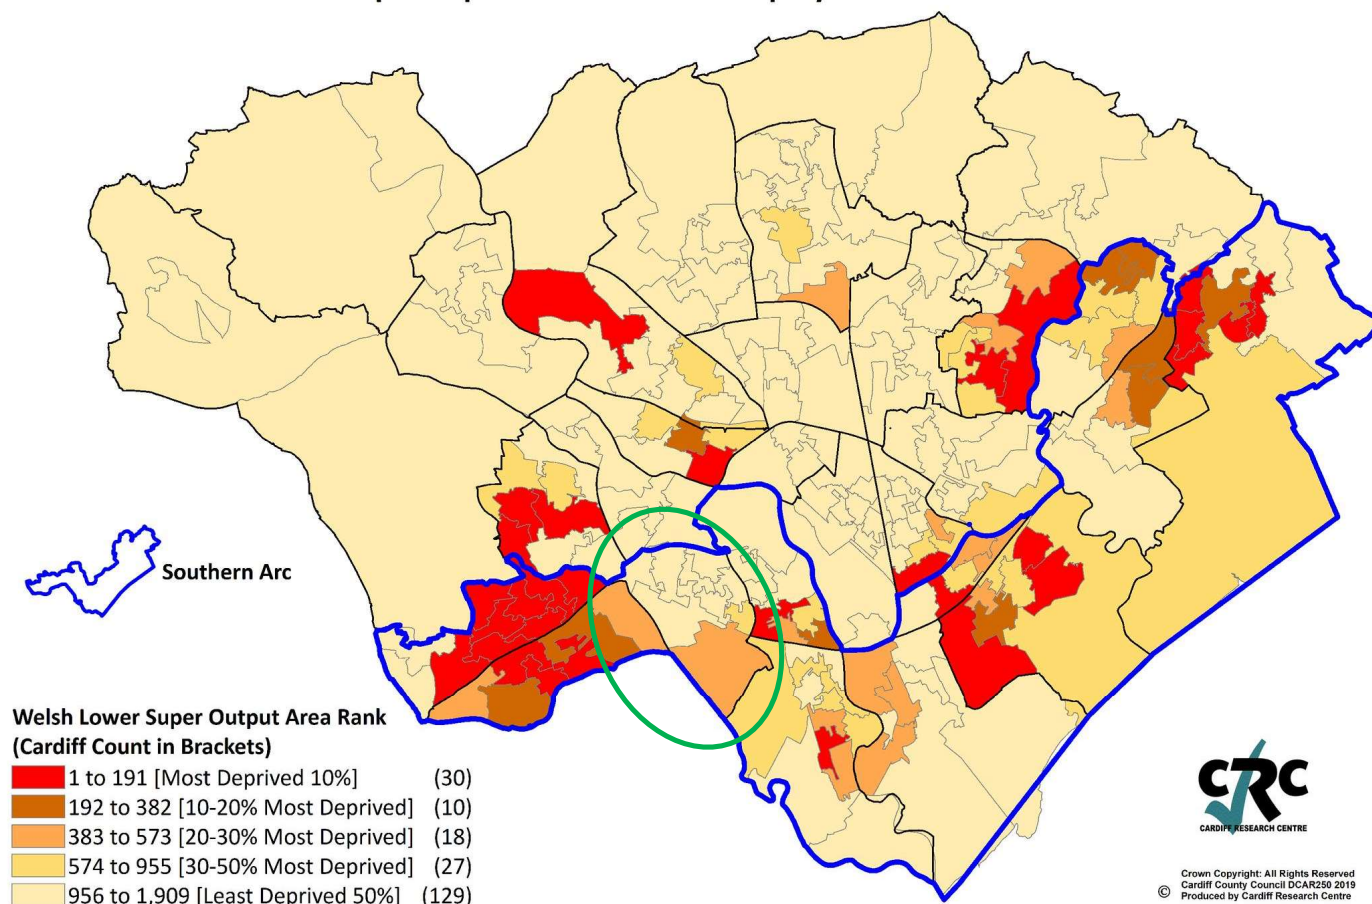 Southern Arc
Welsh Lower Super Output Area Rank
(Cardiff Count in Brackets)
1 to 191 [Most Deprived 10%] (30)
192 to 382 [10-20% Most Deprived] (10)
383 to 573 [20-30% Most Deprived] (18)
574 to 955 [30-50% Most Deprived] (27)
956 to 1,909 [Least Deprived 50%] (129)
CRC
CARDIFF RESEARCH CENTRE
Crown Copyright: All Rights Reserved
Cardiff County Council DCAR250 2019
© Produced by Cardiff Research Centre